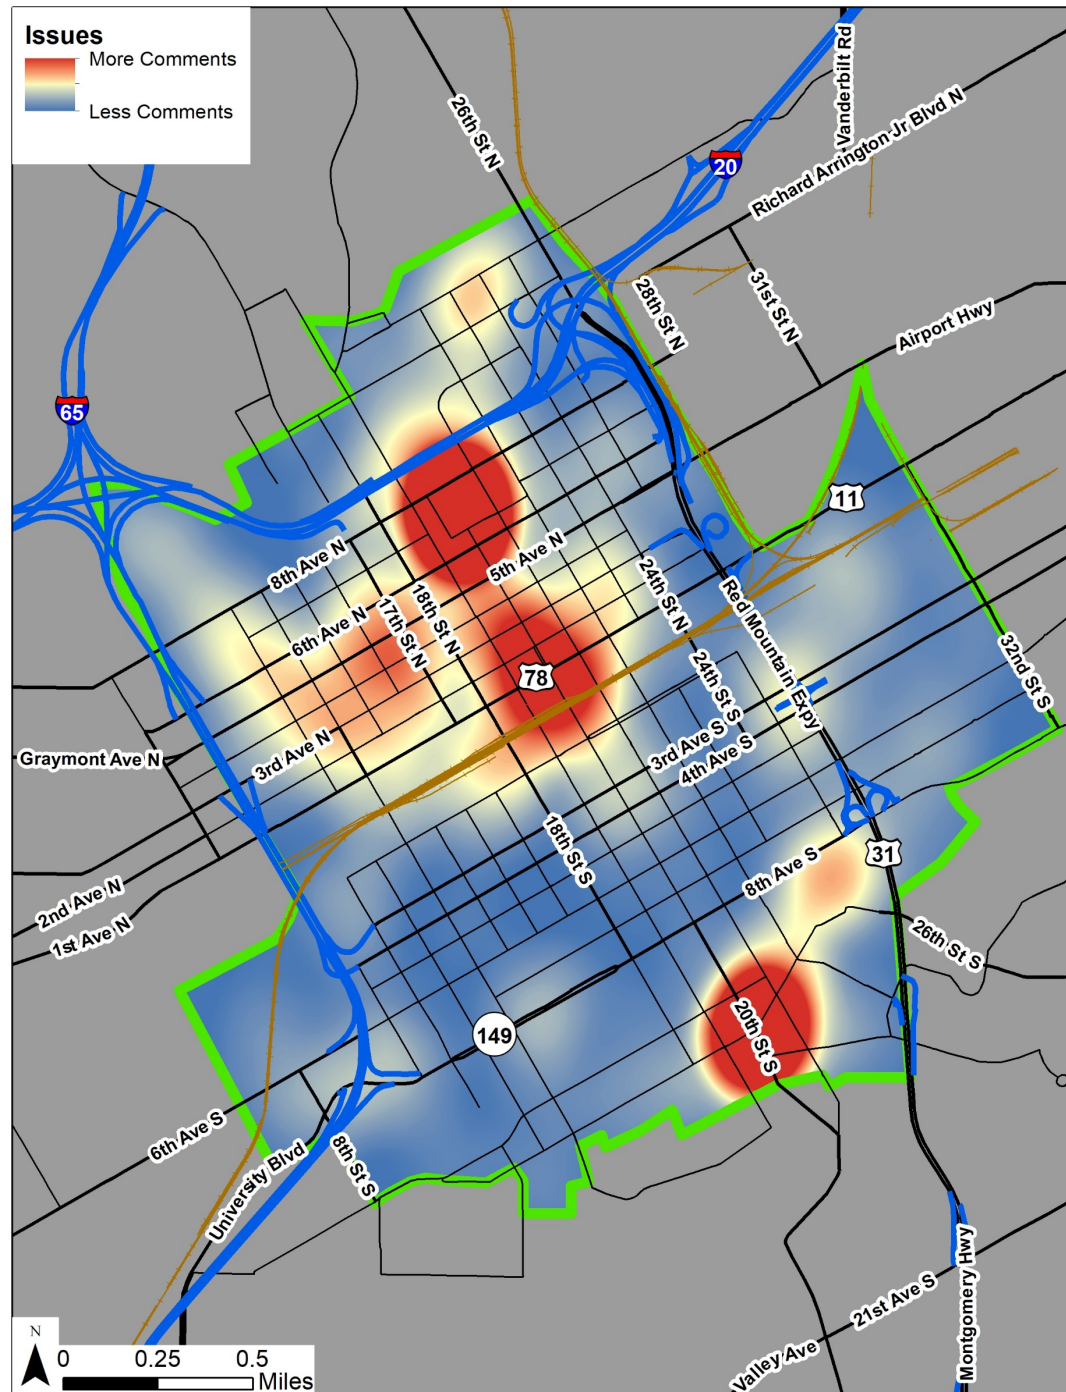 Issues
More Comments
Less Comments
26th St N
Vanderbilt Rd
20
Richard Arrington Jr Blvd N
28th St N
31st St N
Airport Hwy
65
11
8th Ave N
5th Ave N
6th Ave N
17th St N
18th St N
24th St N
Red Mountain Expy
78
24th St S
32nd St S
Graymont Ave N
3rd Ave N
3rd Ave S
4th Ave S
18th St S
2nd Ave N
1st Ave N
8th Ave S
31
26th St S
149
20th St S
6th Ave S
University Blvd
8th St S
21st Ave S
Montgomery Hwy
Valley Ave
N
0 0.25 0.5
Miles